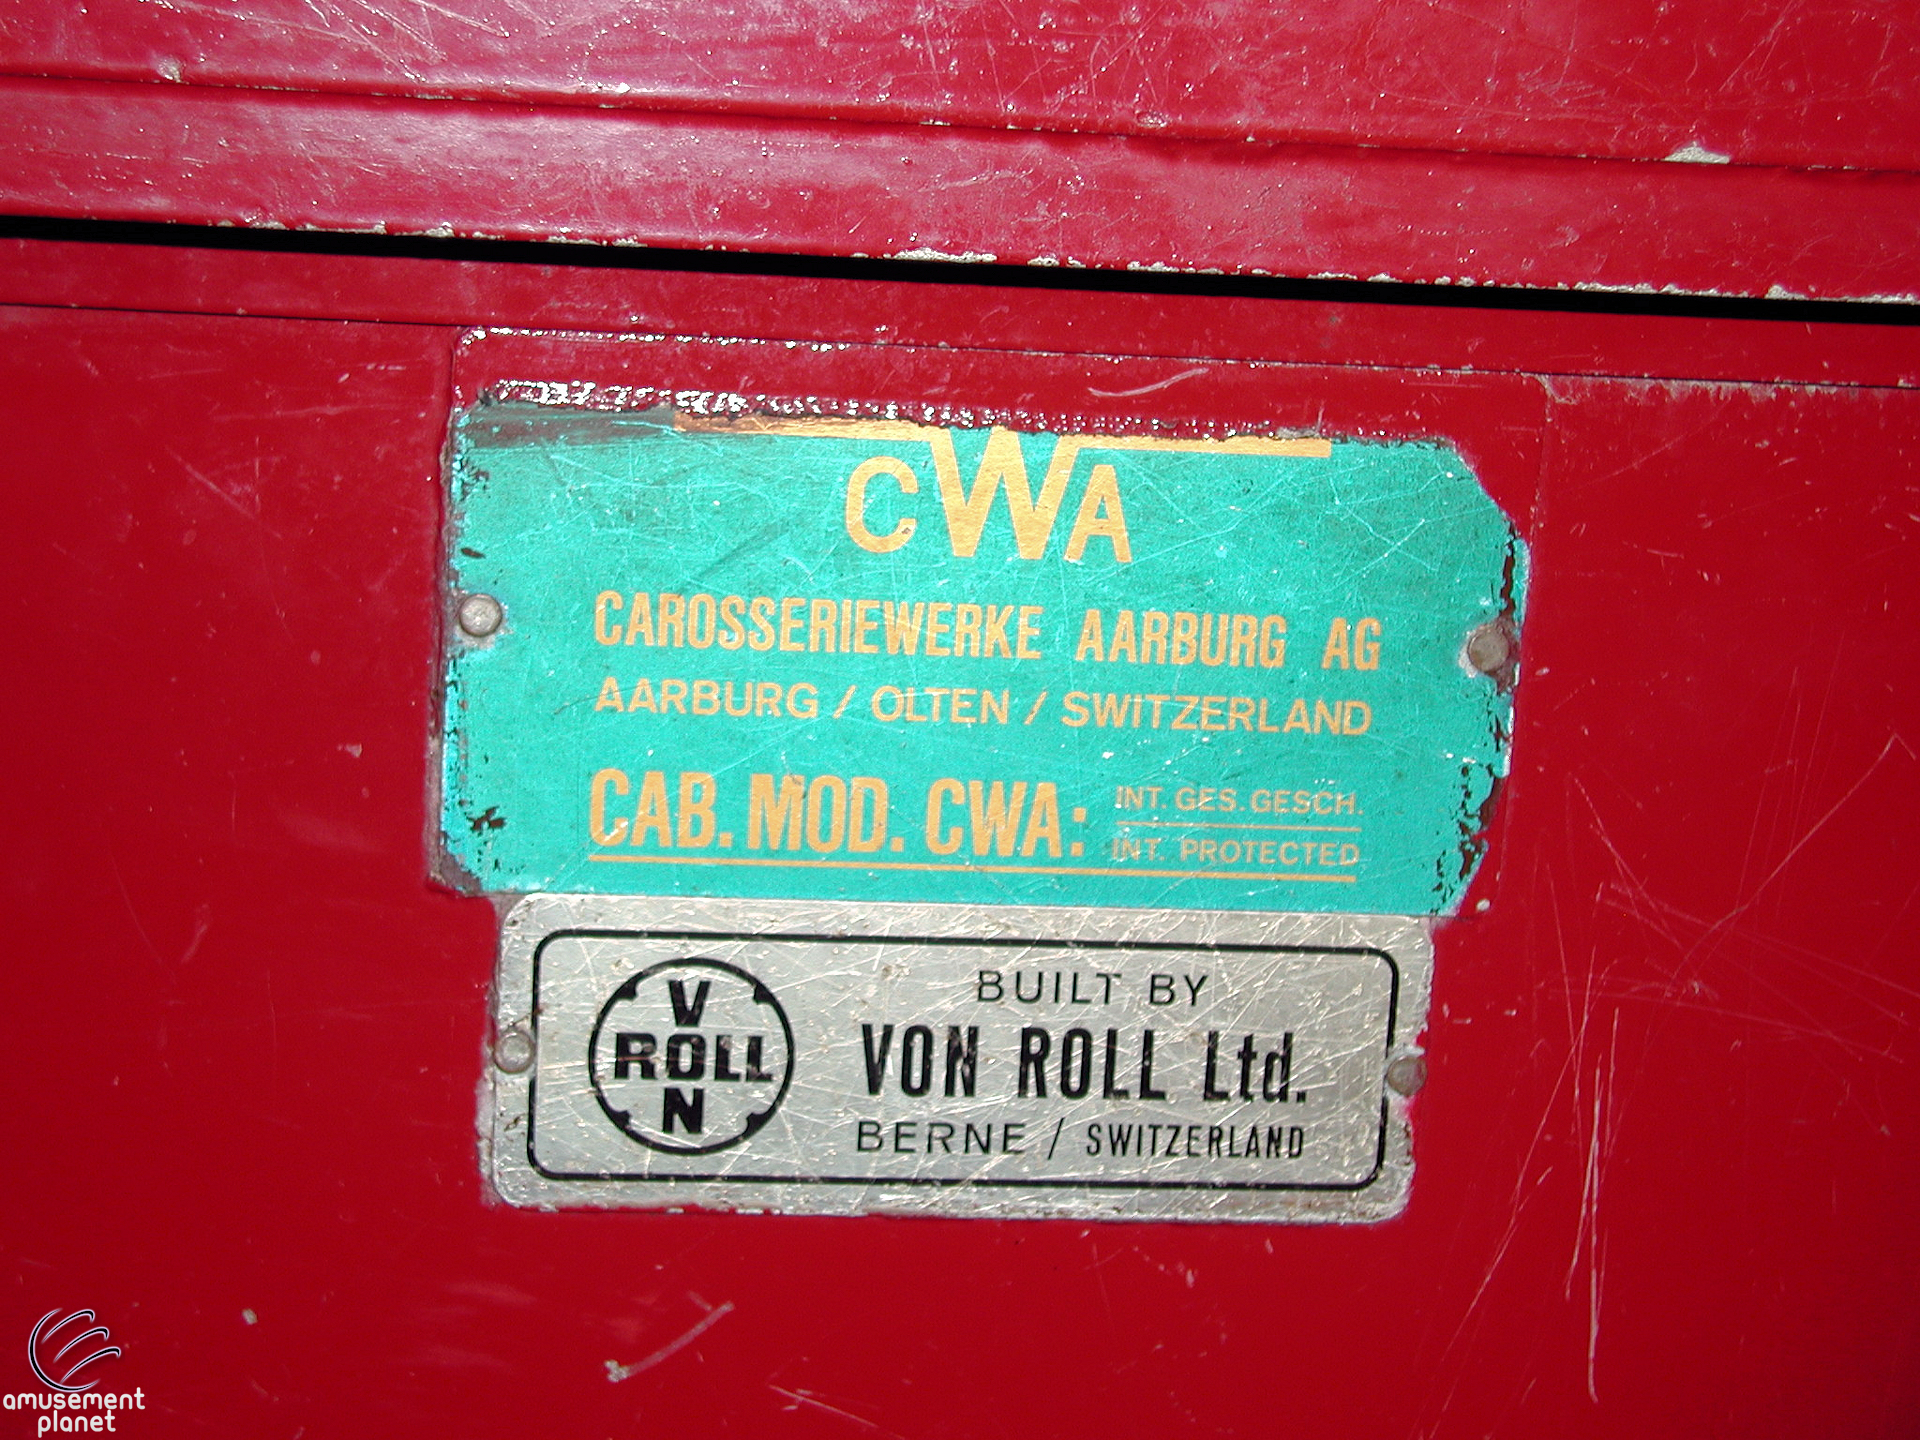 CWA
CAROSSERIEWERKE AARBURG AG
AARBURG / OLTEN / SWITZERLAND
CAB. MOD. CWA: INT. GES. GESCH.
INT. PROTECTED
V
ROLL
N
BUILT BY
VON ROLL Ltd.
BERNE / SWITZERLAND
amusement
planet